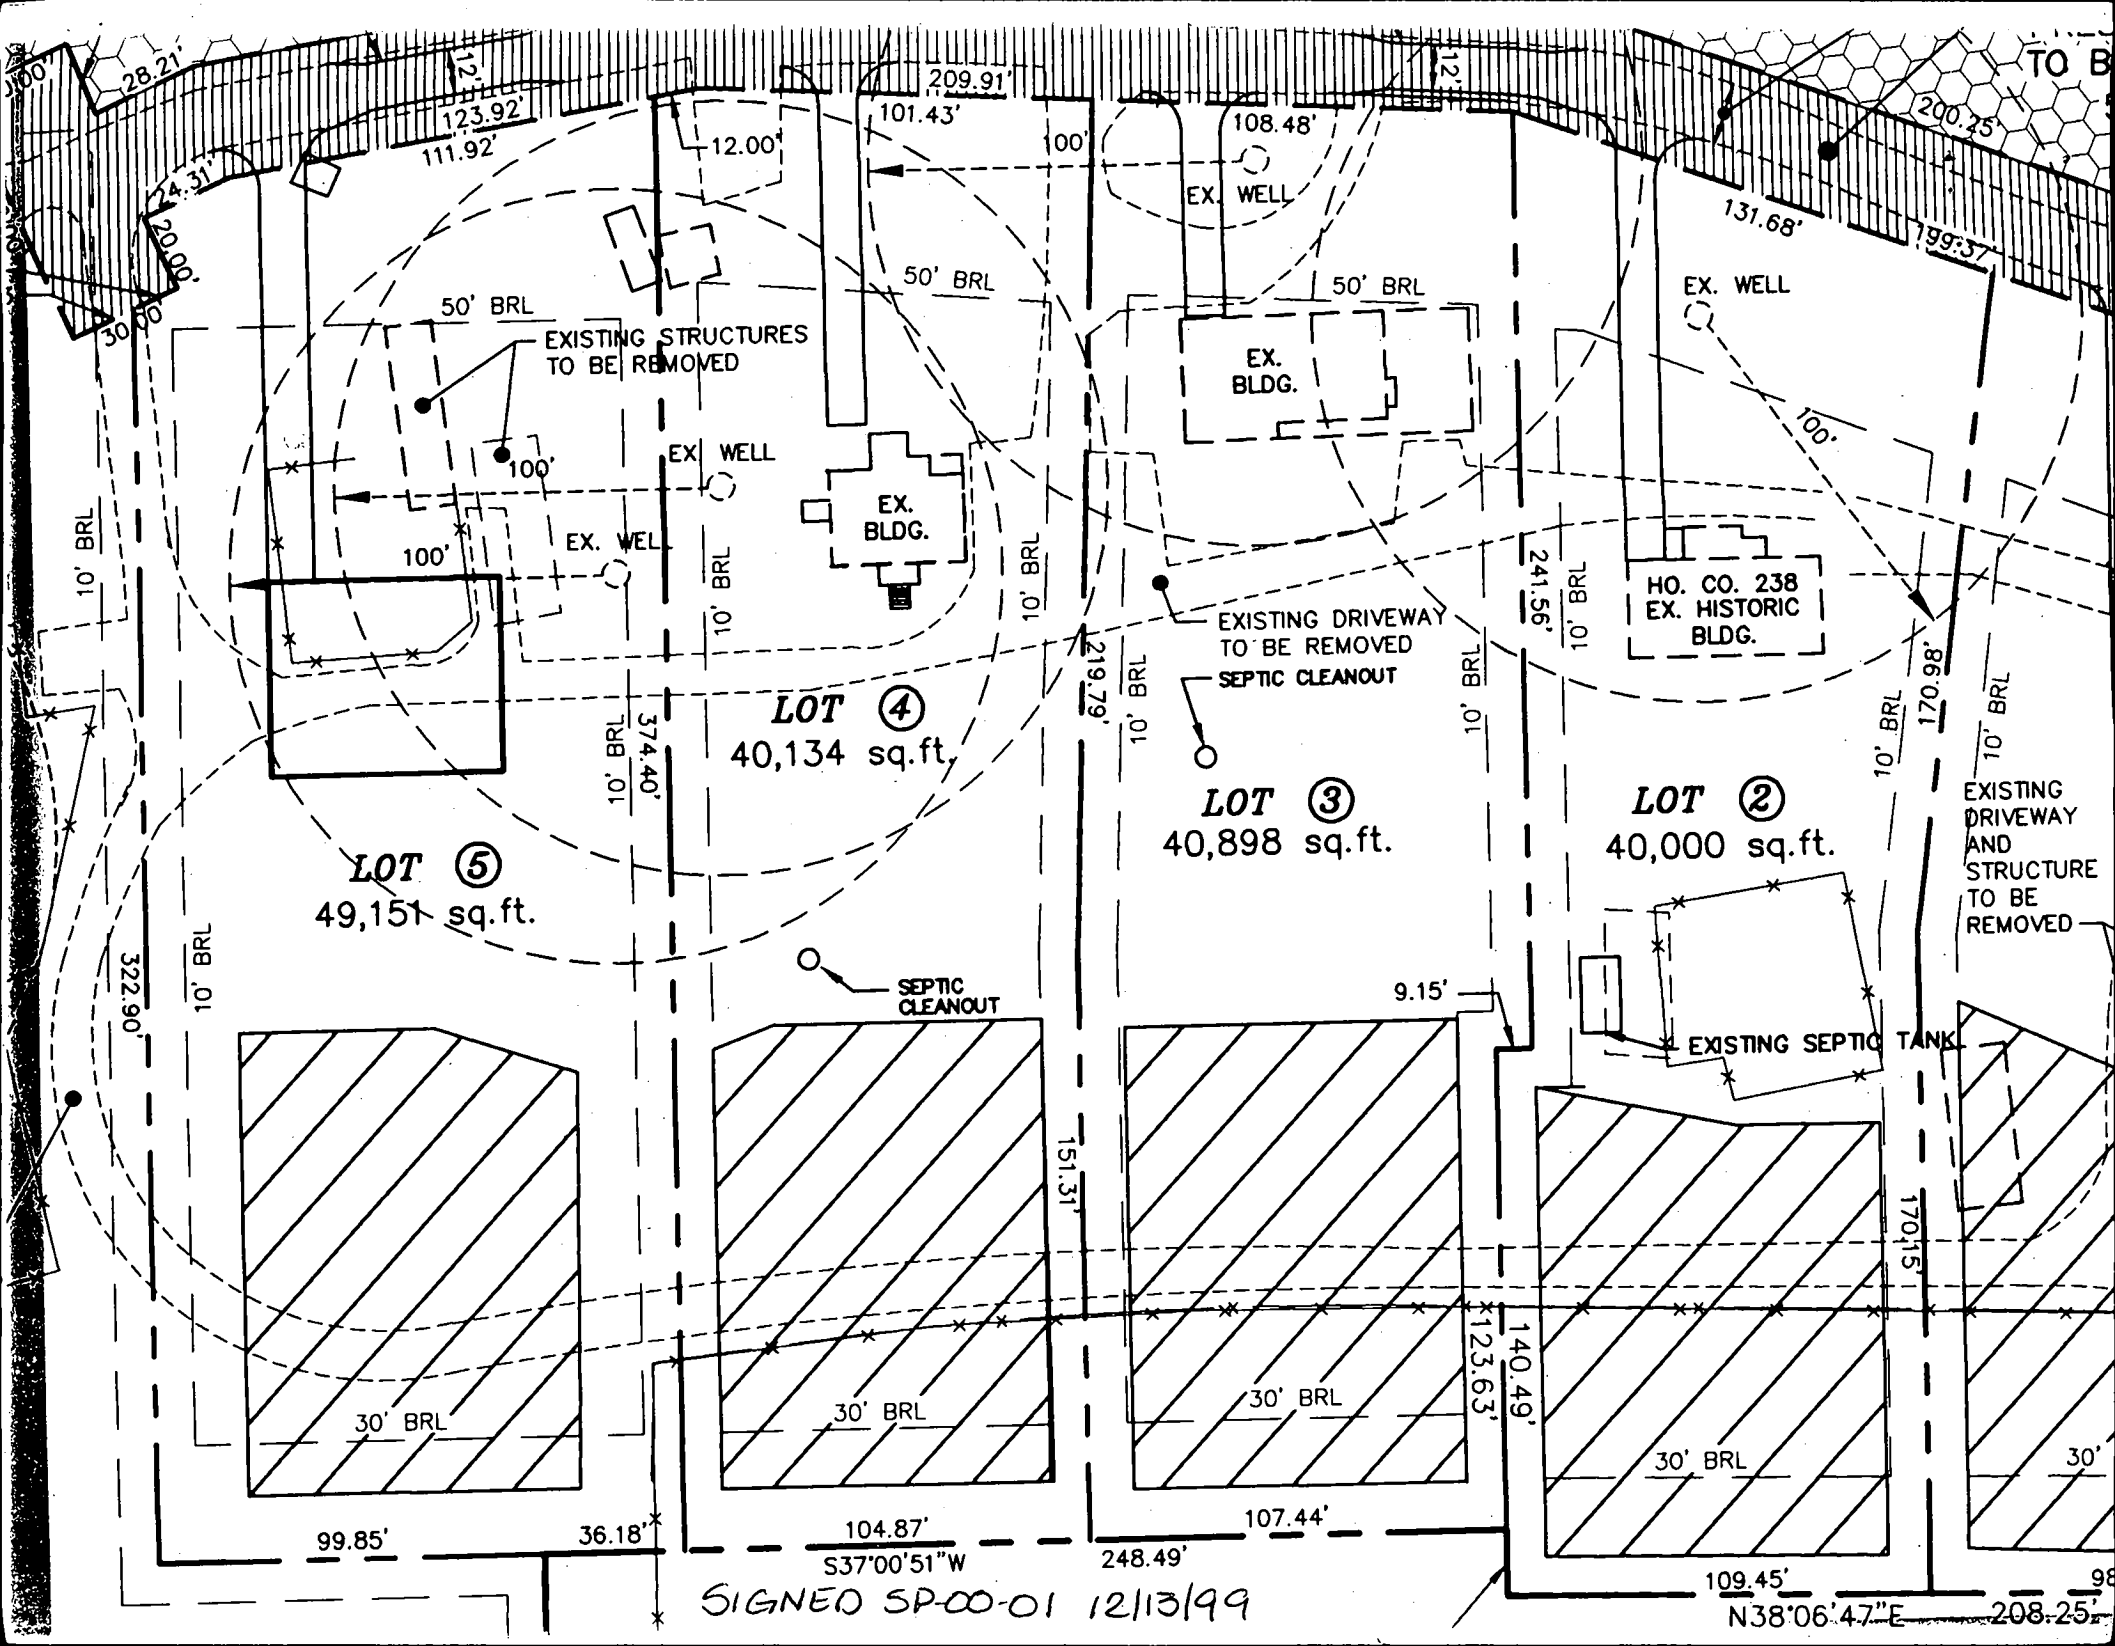 28.21'
12'
209.91'
12'
TO B
123.92'
101.43'
108.48'
200.25'
111.92'
12.00'
100'
24.31'
EX. WELL
131.68'
20.00'
199.37'
30.00
50' BRL
50' BRL
50' BRL
EX. WELL
EXISTING STRUCTURES
TO BE REMOVED
EX.
BLDG.
100'
EX. WELL
100'
EX.
BLDG.
10' BRL
EX. WELL
100'
10' BRL
10' BRL
241.56'
10' BRL
HO. CO. 238
EX. HISTORIC
BLDG.
EXISTING DRIVEWAY
TO BE REMOVED
SEPTIC CLEANOUT
219.79'
10' BRL
10' BRL
170.98'
10' BRL
10' BRL
LOT 4
40,134 sq.ft.
10' BRL
374.40'
LOT 3
40,898 sq.ft.
LOT 2
40,000 sq.ft.
EXISTING
DRIVEWAY
AND
STRUCTURE
TO BE
REMOVED
LOT 5
49,151 sq.ft.
322.90'
10' BRL
SEPTIC
CLEANOUT
9.15'
EXISTING SEPTIC TANK
151.31'
170.15'
123.63'
140.49'
30' BRL
30' BRL
30' BRL
30' BRL
30'
99.85'
36.18'
104.87'
107.44'
S37°00'51"W
248.49'
109.45'
98
SIGNED SP-00-01 12/13/99
N38°06'47"E
208.25'